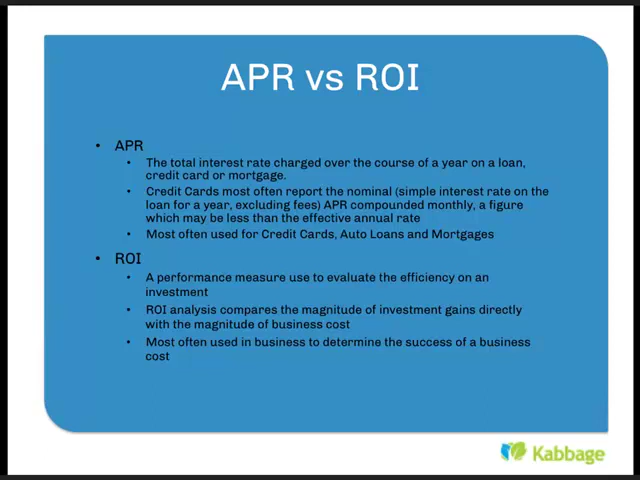 APR vs ROI
• APR
• The total interest rate charged over the course of a year on a loan,
credit card or mortgage.
• Credit Cards most often report the nominal (simple interest rate on the
loan for a year, excluding fees) APR compounded monthly, a figure
which may be less than the effective annual rate
• Most often used for Credit Cards, Auto Loans and Mortgages
• ROI
• A performance measure use to evaluate the efficiency on an
investment
• ROI analysis compares the magnitude of investment gains directly
with the magnitude of business cost
• Most often used in business to determine the success of a business
cost
Kabbage